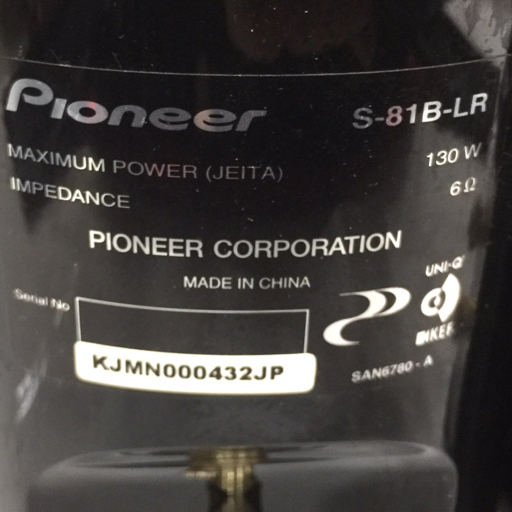 Pioneer S-81B-LR
MAXIMUM POWER (JEITA) 130 W
IMPEDANCE 6Ω
PIONEER CORPORATION
MADE IN CHINA
UNI-Q
Serial No
KEF
KJMN000432JP
SAN6780 - A